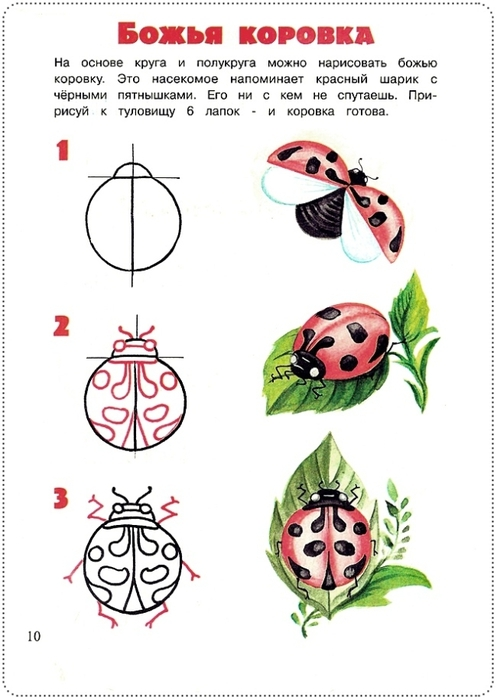 Божья коровка
На основе круга и полукруга можно нарисовать божью
коровку. Это насекомое напоминает красный шарик с
чёрными пятнышками. Его ни с кем не спутаешь. При-
рисуй к туловищу 6 лапок - и коровка готова.
1
2
3
10